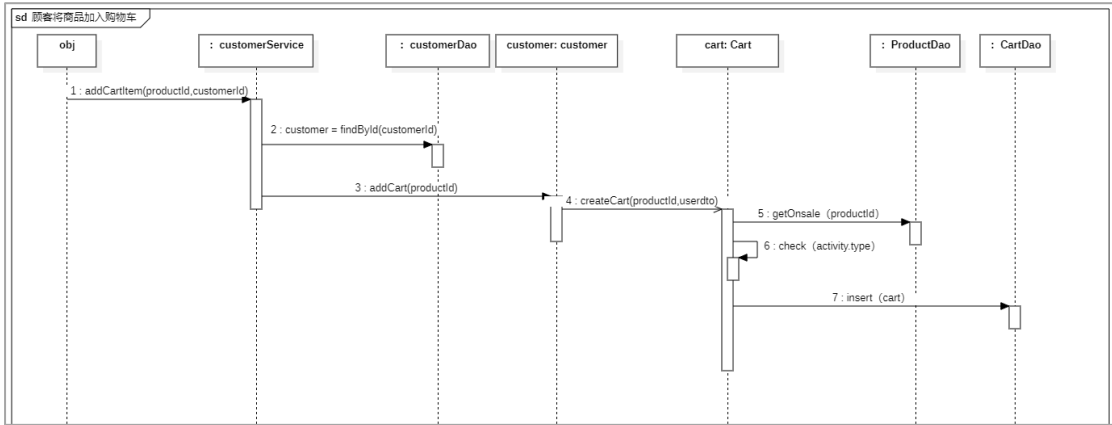 sd 顾客将商品加入购物车
obj
： customerService
： customerDao
customer: customer
cart: Cart
： ProductDao
： CartDao
1 : addCartItem(productId,customerId)
2 : customer = findById(customerId)
3 : addCart(productId)
4 : createCart(productId,userdto)
5 : getOnsale（productId)
6 : check（activity.type）
7 : insert（cart）